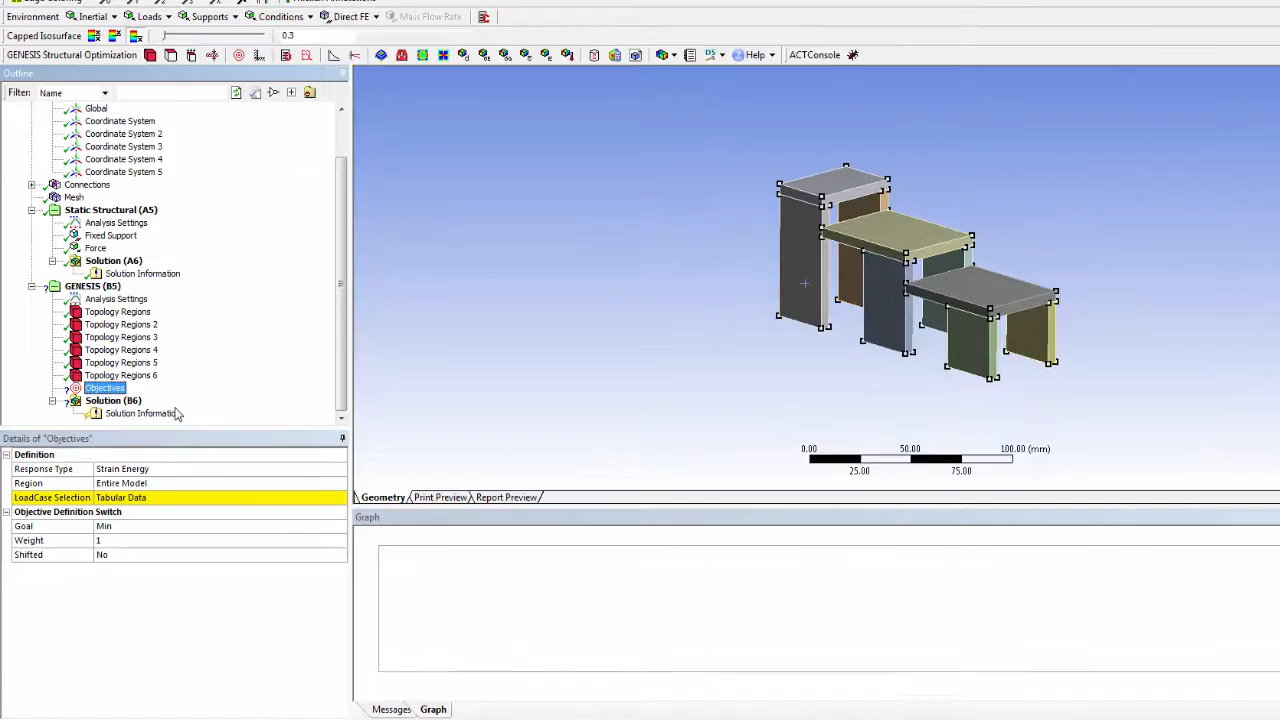 Environment Inertial Loads Supports Conditions Direct FE Mass Flow Rate
Capped Isosurface 0.3
GENESIS Structural Optimization Help ACTConsole
Outline
Filter: Name
Global
Coordinate System
Coordinate System 2
Coordinate System 3
Coordinate System 4
Coordinate System 5
Connections
Mesh
Static Structural (A5)
Analysis Settings
Fixed Support
Force
Solution (A6)
Solution Information
GENESIS (B5)
Analysis Settings
Topology Regions
Topology Regions 2
Topology Regions 3
Topology Regions 4
Topology Regions 5
Topology Regions 6
Objectives
Solution (B6)
Solution Information
Details of "Objectives"
Definition
Response Type Strain Energy
Region Entire Model
LoadCase Selection Tabular Data
Objective Definition Switch
Goal Min
Weight 1
Shifted No
0.00 50.00 100.00 (mm)
25.00 75.00
Geometry Print Preview Report Preview
Graph
Messages Graph